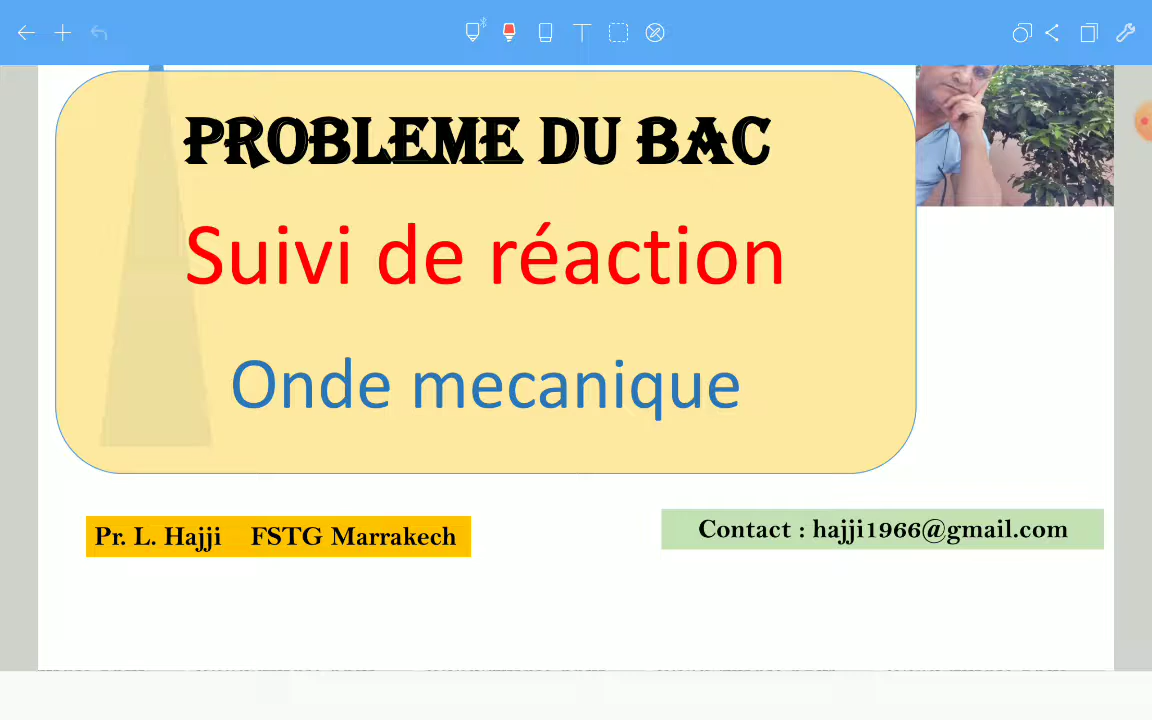 PROBLEME DU BAC
Suivi de réaction
Onde mecanique
Pr. L. Hajji FSTG Marrakech
Contact : hajji1966@gmail.com